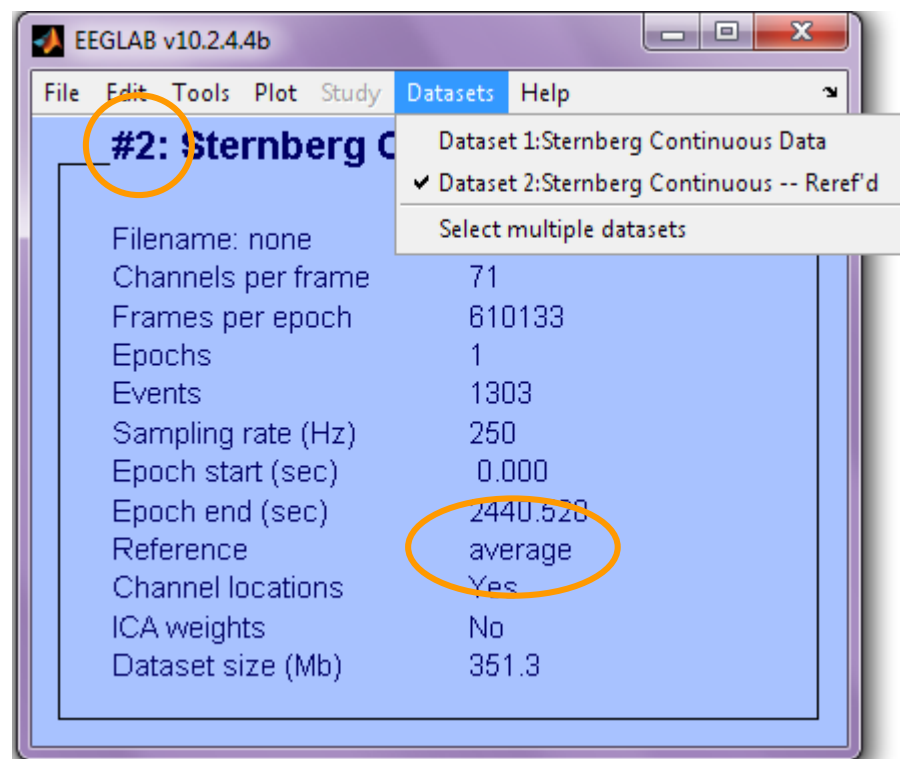 EEGLAB v10.2.4.4b
File Edit Tools Plot Study Datasets Help
#2: Sternberg C
Dataset 1:Sternberg Continuous Data
Dataset 2:Sternberg Continuous -- Reref'd
Select multiple datasets
Filename: none
Channels per frame 71
Frames per epoch 610133
Epochs 1
Events 1303
Sampling rate (Hz) 250
Epoch start (sec) 0.000
Epoch end (sec) 2440.528
Reference average
Channel locations Yes
ICA weights No
Dataset size (Mb) 351.3